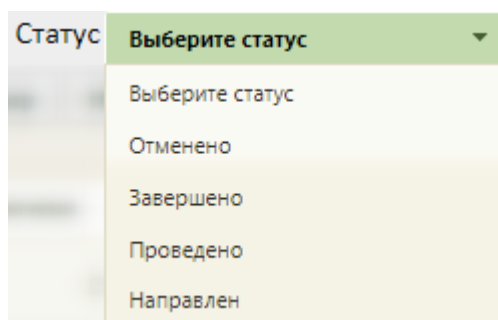 Статус Выберите статус
Выберите статус
Отменено
Завершено
Проведено
Направлен